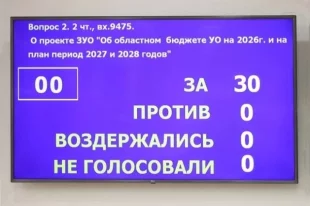 Вопрос 2. 2 чт., вх.9475.
О проекте ЗУО "Об областном бюджете УО на 2026г. и на
план период 2027 и 2028 годов"
00 ЗА 30
ПРОТИВ 0
ВОЗДЕРЖАЛИСЬ 0
НЕ ГОЛОСОВАЛИ 0